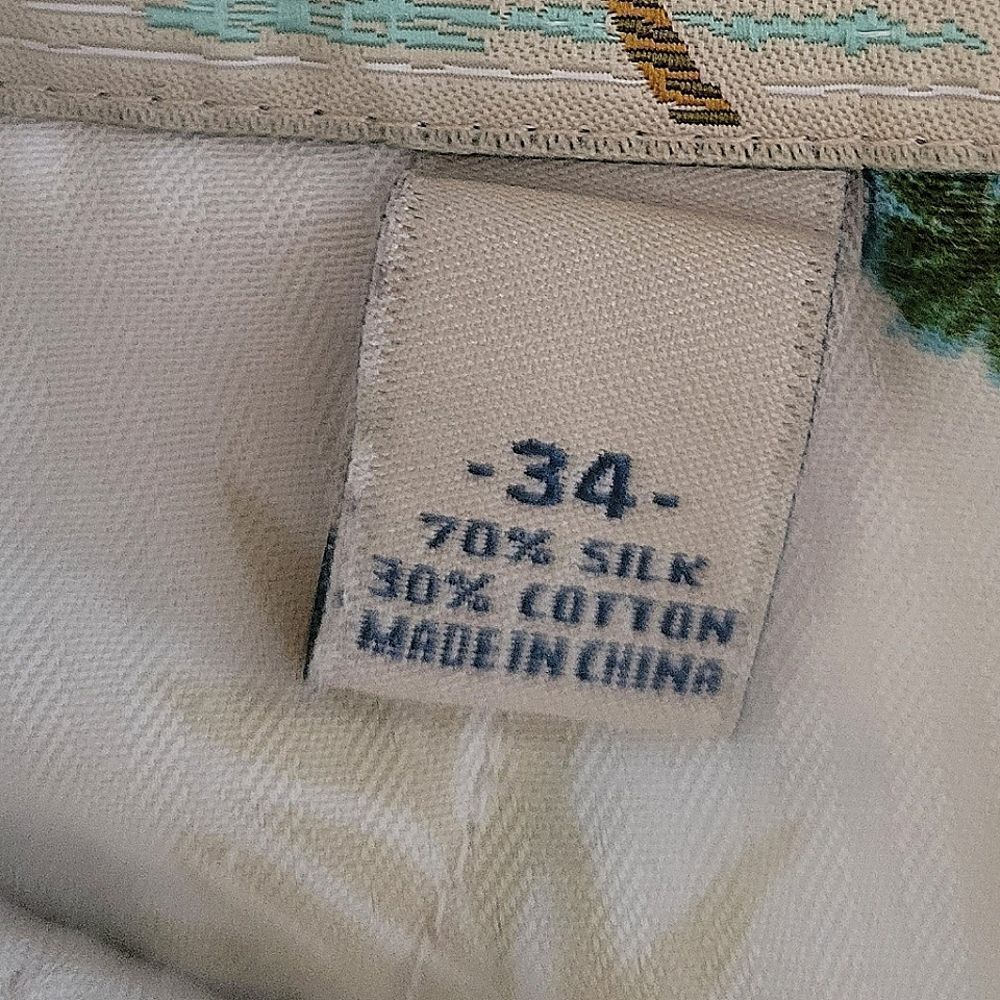 -34-
70% SILK
30% COTTON
MADE IN CHINA